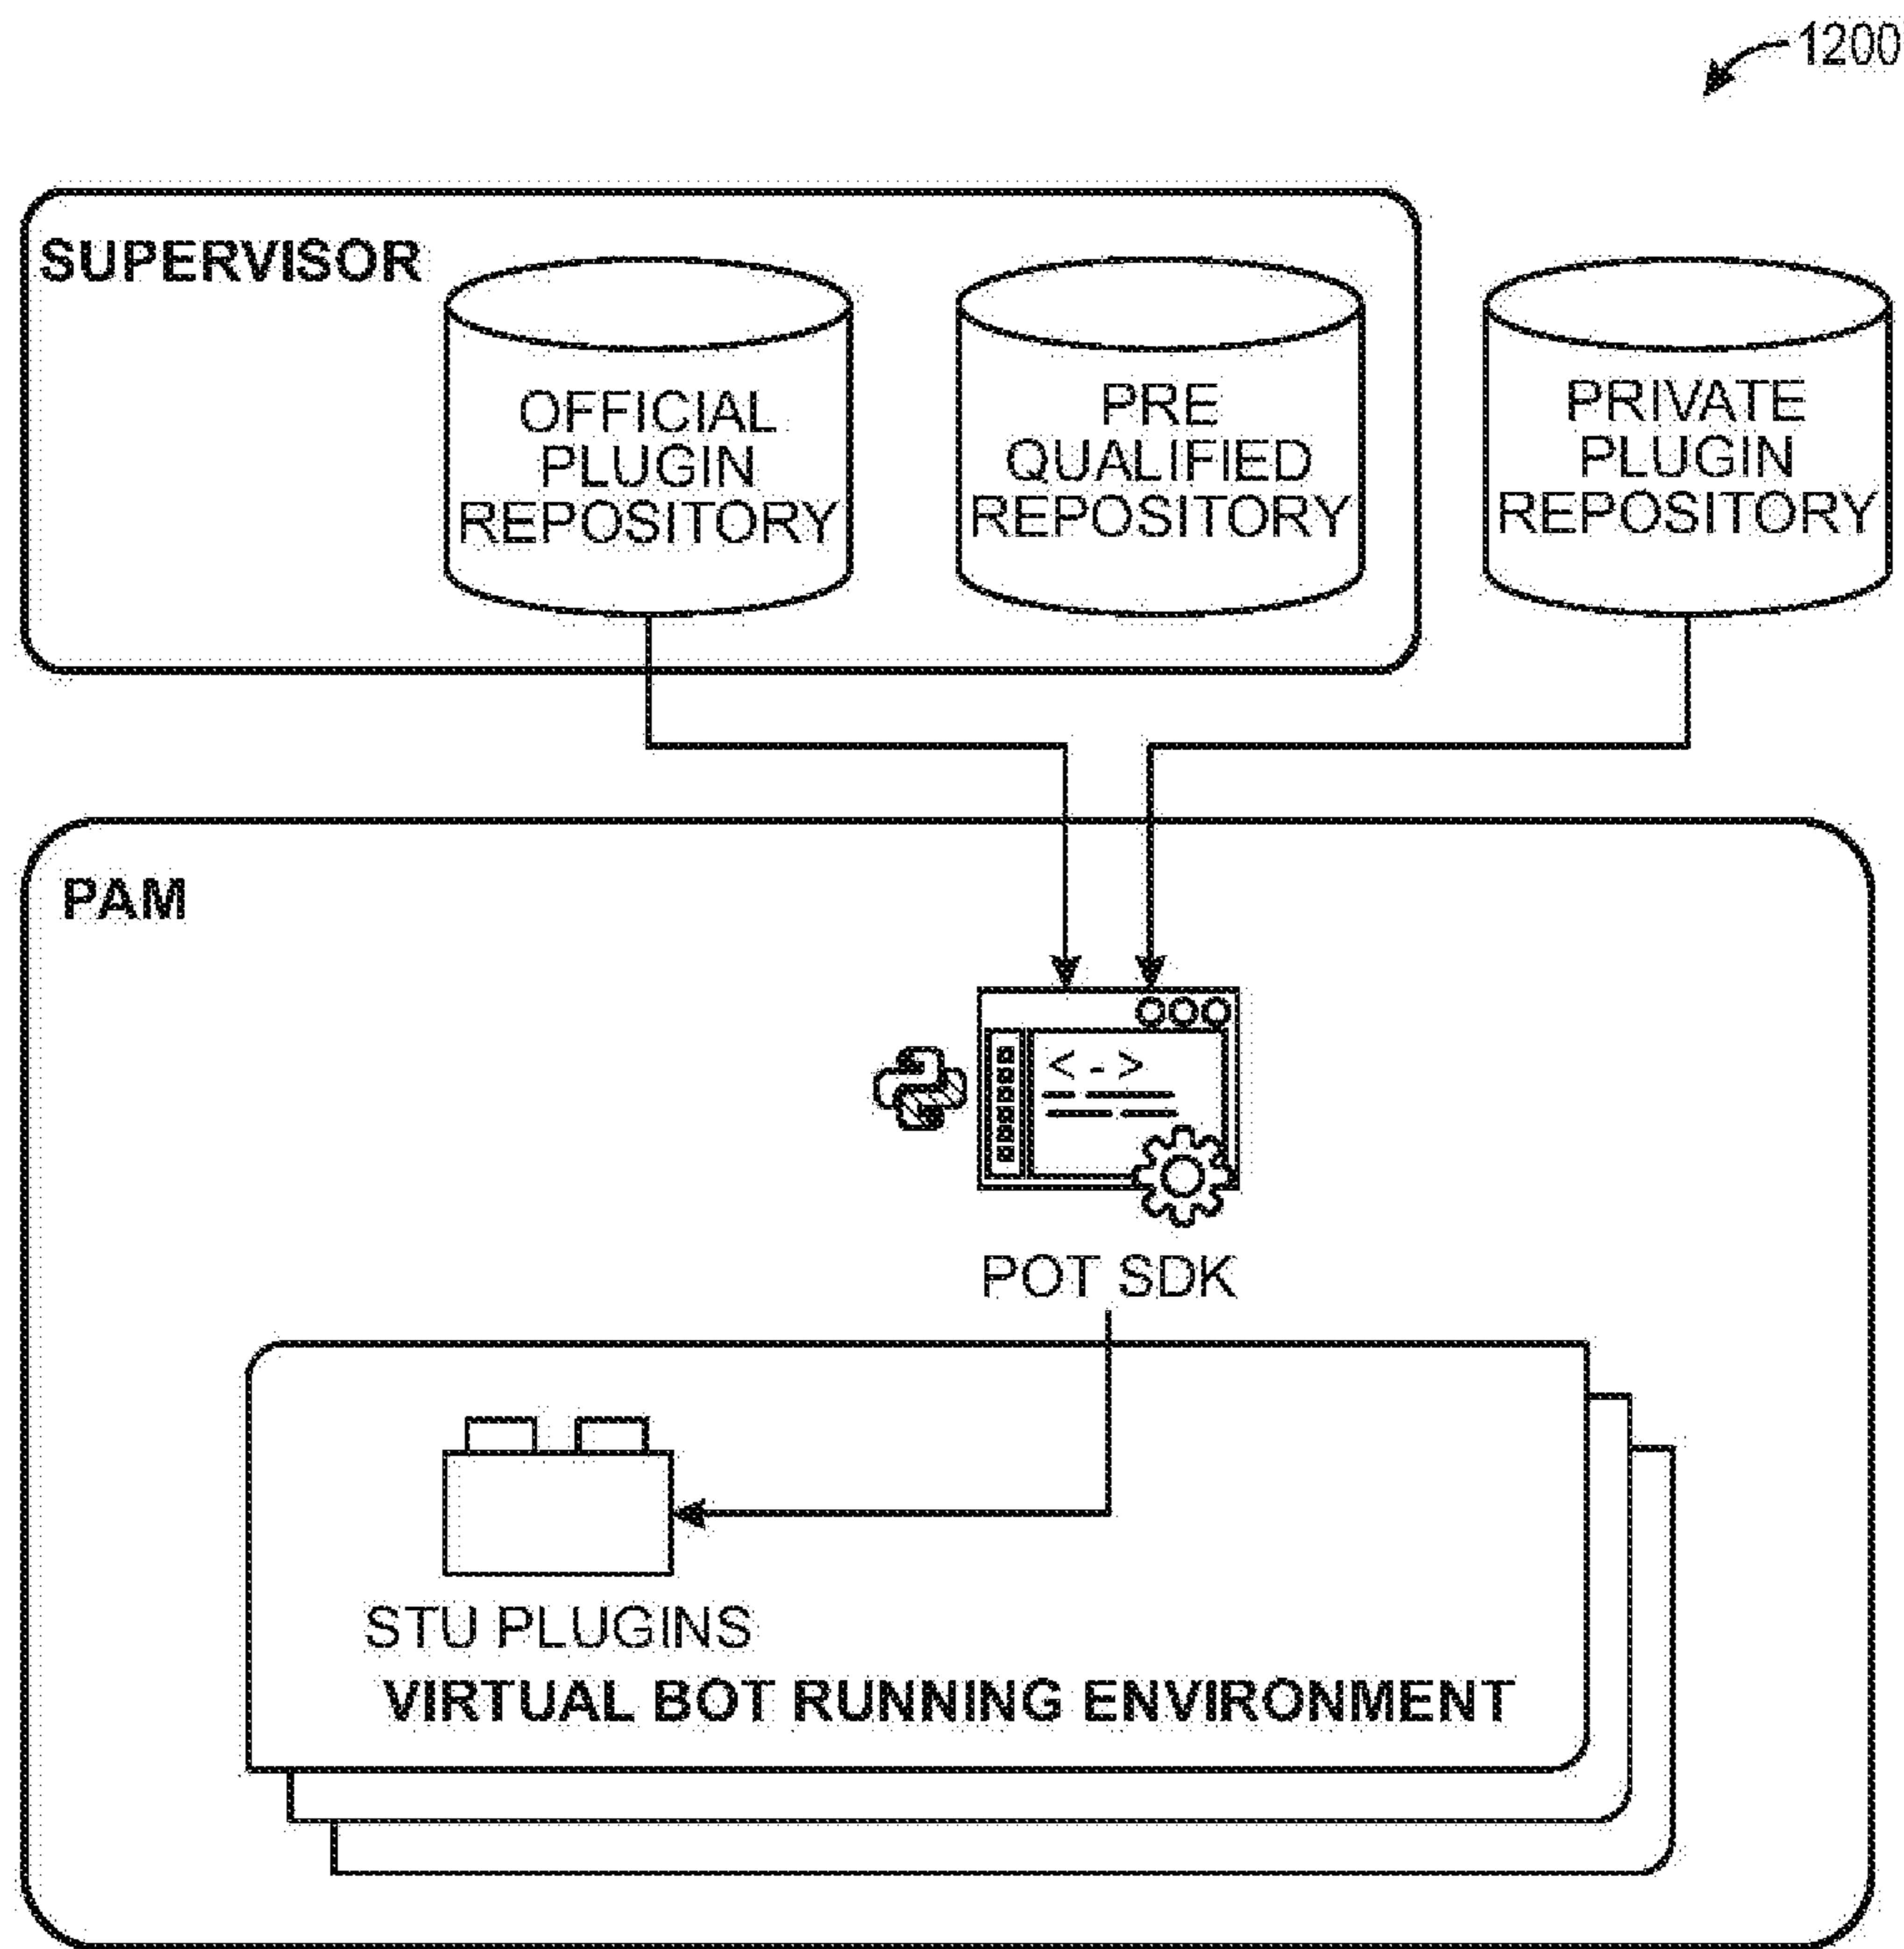 1200
SUPERVISOR
OFFICIAL
PLUGIN
REPOSITORY
PRE
QUALIFIED
REPOSITORY
PRIVATE
PLUGIN
REPOSITORY
PAM
< - >
POT SDK
STU PLUGINS
VIRTUAL BOT RUNNING ENVIRONMENT